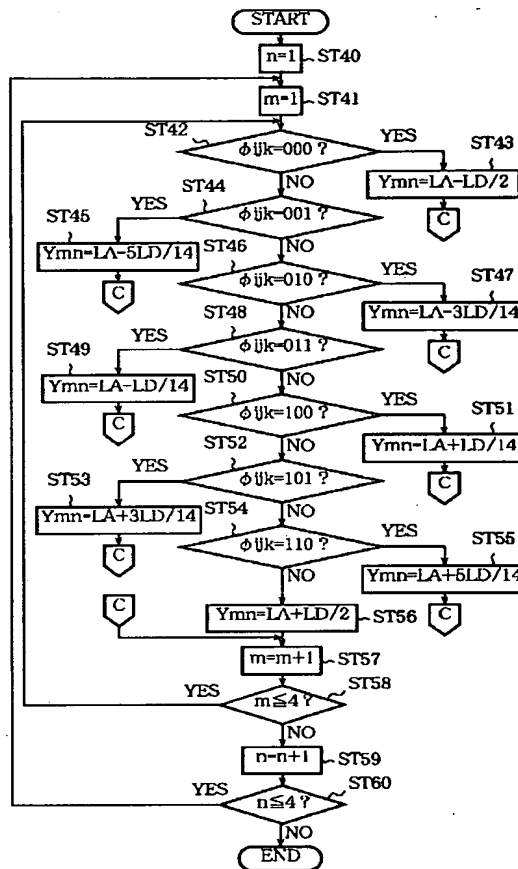 START
n=1 ST40
m=1 ST41
ST42 φijk=000? YES ST43
NO
Ymn=LA-LD/2
C
ST44 φijk=001? YES ST45
NO
Ymn=LA-5LD/14
C
ST46 φijk=010? YES ST47
NO
Ymn=LA-3LD/14
C
ST48 φijk=011? YES ST49
NO
Ymn=LA-LD/14
C
ST50 φijk=100? YES ST51
NO
Ymn=LA+LD/14
C
ST52 φijk=101? YES ST53
NO
Ymn=LA+3LD/14
C
ST54 φijk=110? YES ST55
NO
Ymn=LA+5LD/14
C
C
Ymn=LA+LD/2 ST56
m=m+1 ST57
YES m≦4? ST58
NO
n=n+1 ST59
YES n≦4? ST60
NO
END